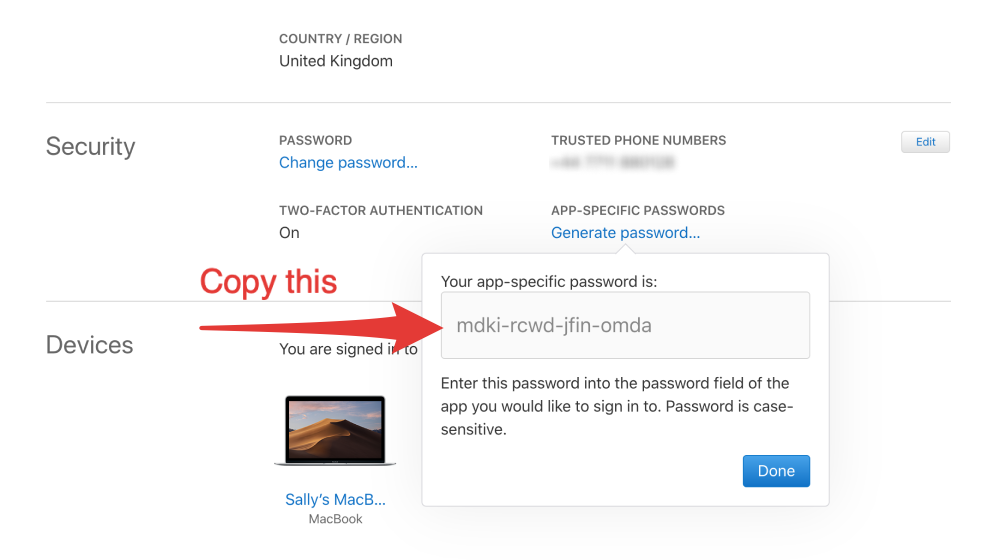 COUNTRY / REGION
United Kingdom
Security
PASSWORD
Change password...
TRUSTED PHONE NUMBERS
Edit
TWO-FACTOR AUTHENTICATION
On
APP-SPECIFIC PASSWORDS
Generate password...
Copy this
Your app-specific password is:
mdki-rcwd-jfin-omda
Enter this password into the password field of the
app you would like to sign in to. Password is case-
sensitive.
Done
Devices
You are signed in to
Sally's MacB...
MacBook